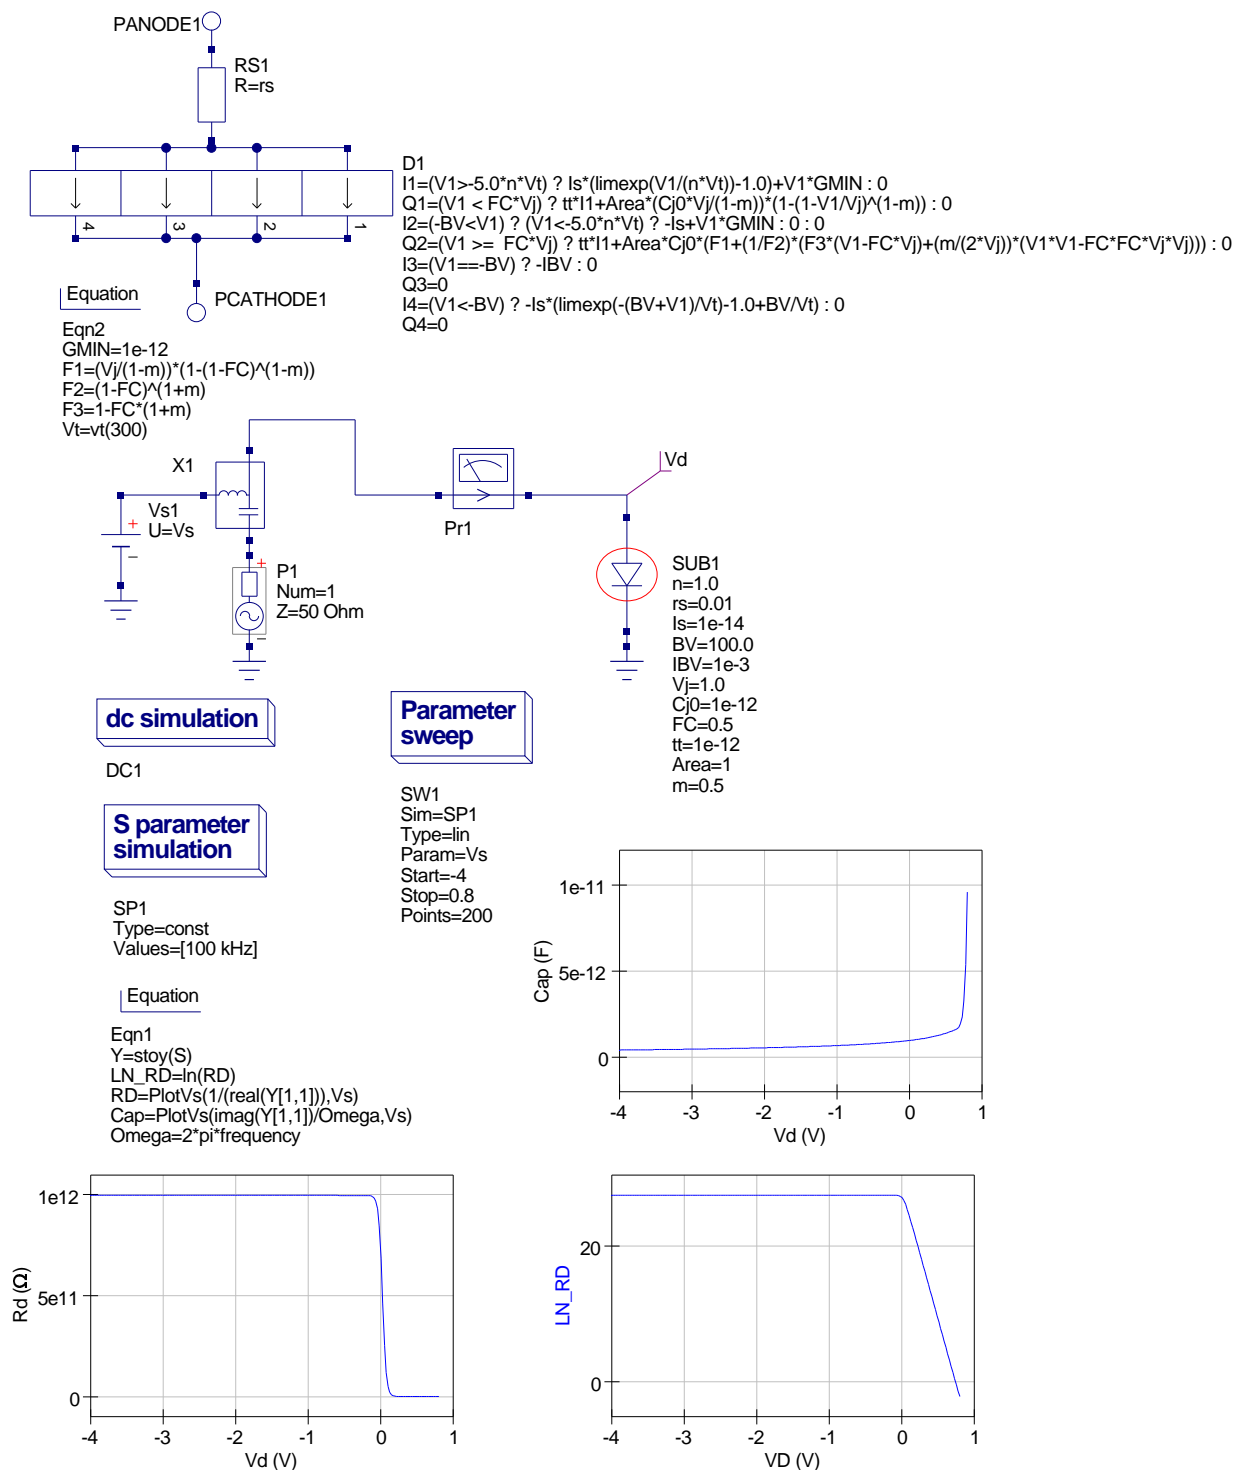 PANODE1
RS1
R=rs
D1
I1=(V1>-5.0*n*Vt) ? Is*(limexp(V1/(n*Vt))-1.0)+V1*GMIN : 0
Q1=(V1 < FC*Vj) ? tt*I1+Area*(Cj0*Vj/(1-m))*(1-(1-V1/Vj)^(1-m)) : 0
I2=(-BV<V1) ? (V1<-5.0*n*Vt) ? -Is+V1*GMIN : 0 : 0
Q2=(V1 >=  FC*Vj) ? tt*I1+Area*Cj0*(F1+(1/F2)*(F3*(V1-FC*Vj)+(m/(2*Vj))*(V1*V1-FC*FC*Vj*Vj))) : 0
I3=(V1==-BV) ? -IBV : 0
Q3=0
I4=(V1<-BV) ? -Is*(limexp(-(BV+V1)/Vt)-1.0+BV/Vt) : 0
Q4=0
4
3
2
1
PCATHODE1
Equation
Eqn2
GMIN=1e-12
F1=(Vj/(1-m))*(1-(1-FC)^(1-m))
F2=(1-FC)^(1+m)
F3=1-FC*(1+m)
Vt=vt(300)
X1
Vs1
U=Vs
+
−
P1
Num=1
Z=50 Ohm
+
−
Pr1
Vd
SUB1
n=1.0
rs=0.01
Is=1e-14
BV=100.0
IBV=1e-3
Vj=1.0
Cj0=1e-12
FC=0.5
tt=1e-12
Area=1
m=0.5
dc simulation
DC1
Parameter
sweep
SW1
Sim=SP1
Type=lin
Param=Vs
Start=-4
Stop=0.8
Points=200
S parameter
simulation
SP1
Type=const
Values=[100 kHz]
Equation
Eqn1
Y=stoy(S)
LN_RD=ln(RD)
RD=PlotVs(1/(real(Y[1,1])),Vs)
Cap=PlotVs(imag(Y[1,1])/Omega,Vs)
Omega=2*pi*frequency
1e-11
5e-12
0
Cap (F)
-4 -3 -2 -1 0 1
Vd (V)
1e12
5e11
0
Rd (Ω)
-4 -3 -2 -1 0 1
Vd (V)
20
0
LN_RD
-4 -3 -2 -1 0 1
VD (V)